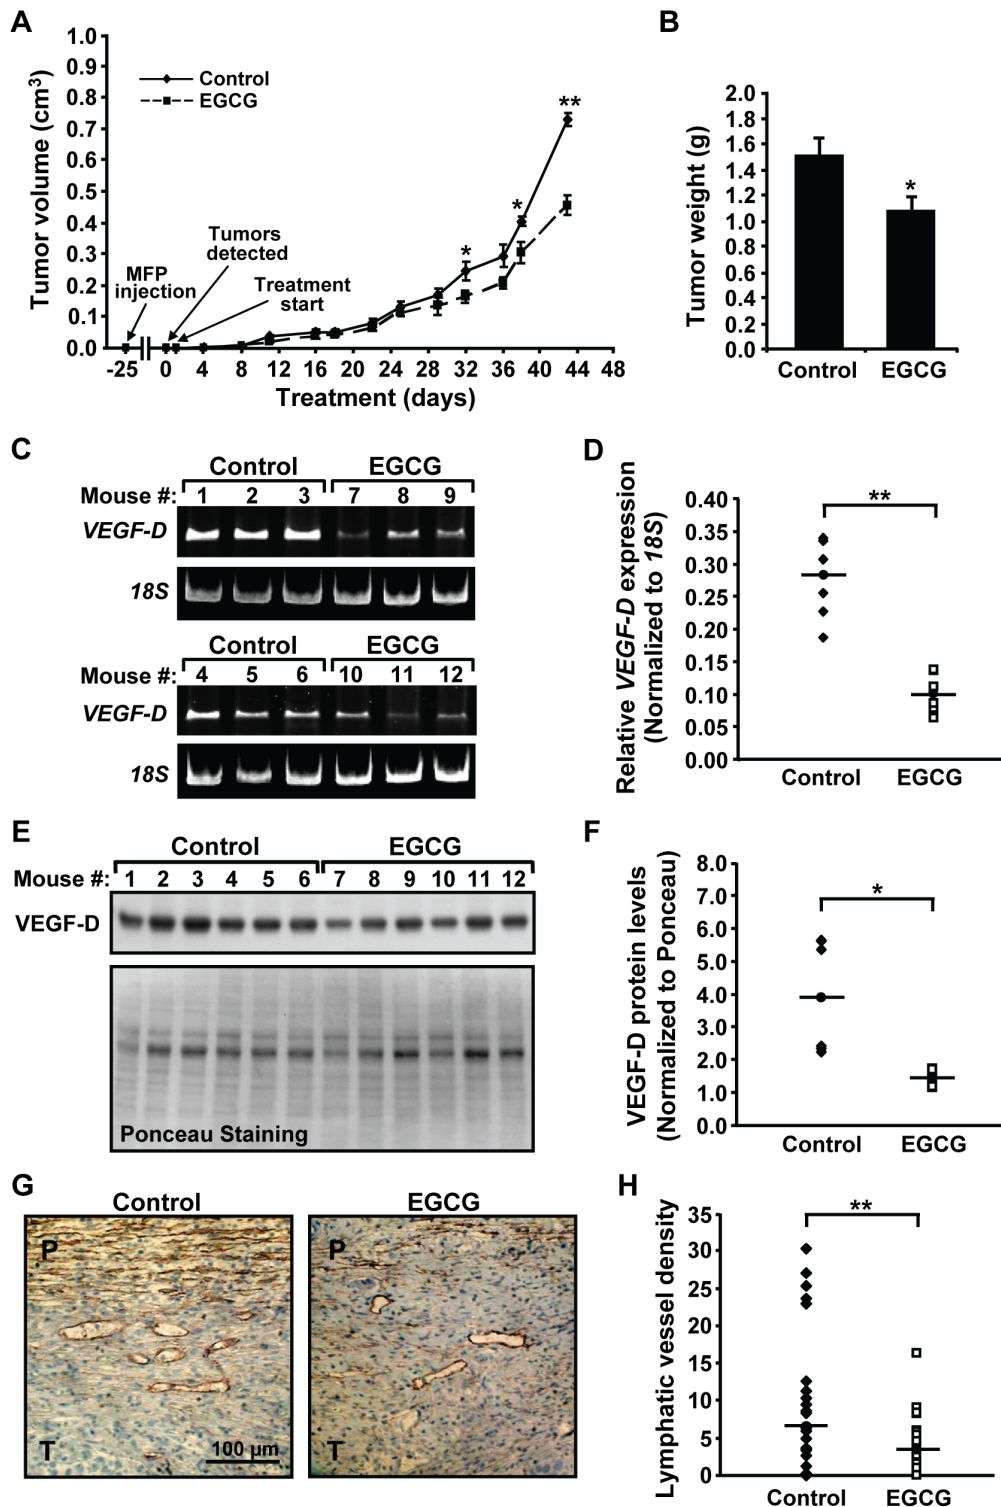 A
Tumor volume (cm³)
1.0
0.9
0.8
0.7
0.6
0.5
0.4
0.3
0.2
0.1
0.0
Control
EGCG
**
*
*
MFP
injection
Tumors
detected
Treatment
start
-25 0 4 8 12 16 20 24 28 32 36 40 44 48
Treatment (days)
B
Tumor weight (g)
2.0
1.8
1.6
1.4
1.2
1.0
0.8
0.6
0.4
0.2
0.0
*
Control EGCG
C
Control EGCG
Mouse #: 1 2 3 7 8 9
VEGF-D
18S
Control EGCG
Mouse #: 4 5 6 10 11 12
VEGF-D
18S
D
Relative VEGF-D expression
(Normalized to 18S)
0.40
0.35
0.30
0.25
0.20
0.15
0.10
0.05
0.00
**
Control EGCG
E
Control EGCG
Mouse #: 1 2 3 4 5 6 7 8 9 10 11 12
VEGF-D
Ponceau Staining
F
VEGF-D protein levels
(Normalized to Ponceau)
8.0
7.0
6.0
5.0
4.0
3.0
2.0
1.0
0.0
*
Control EGCG
G
Control EGCG
P P
T T
100 µm
H
Lymphatic vessel density
35
30
25
20
15
10
5
0
**
Control EGCG